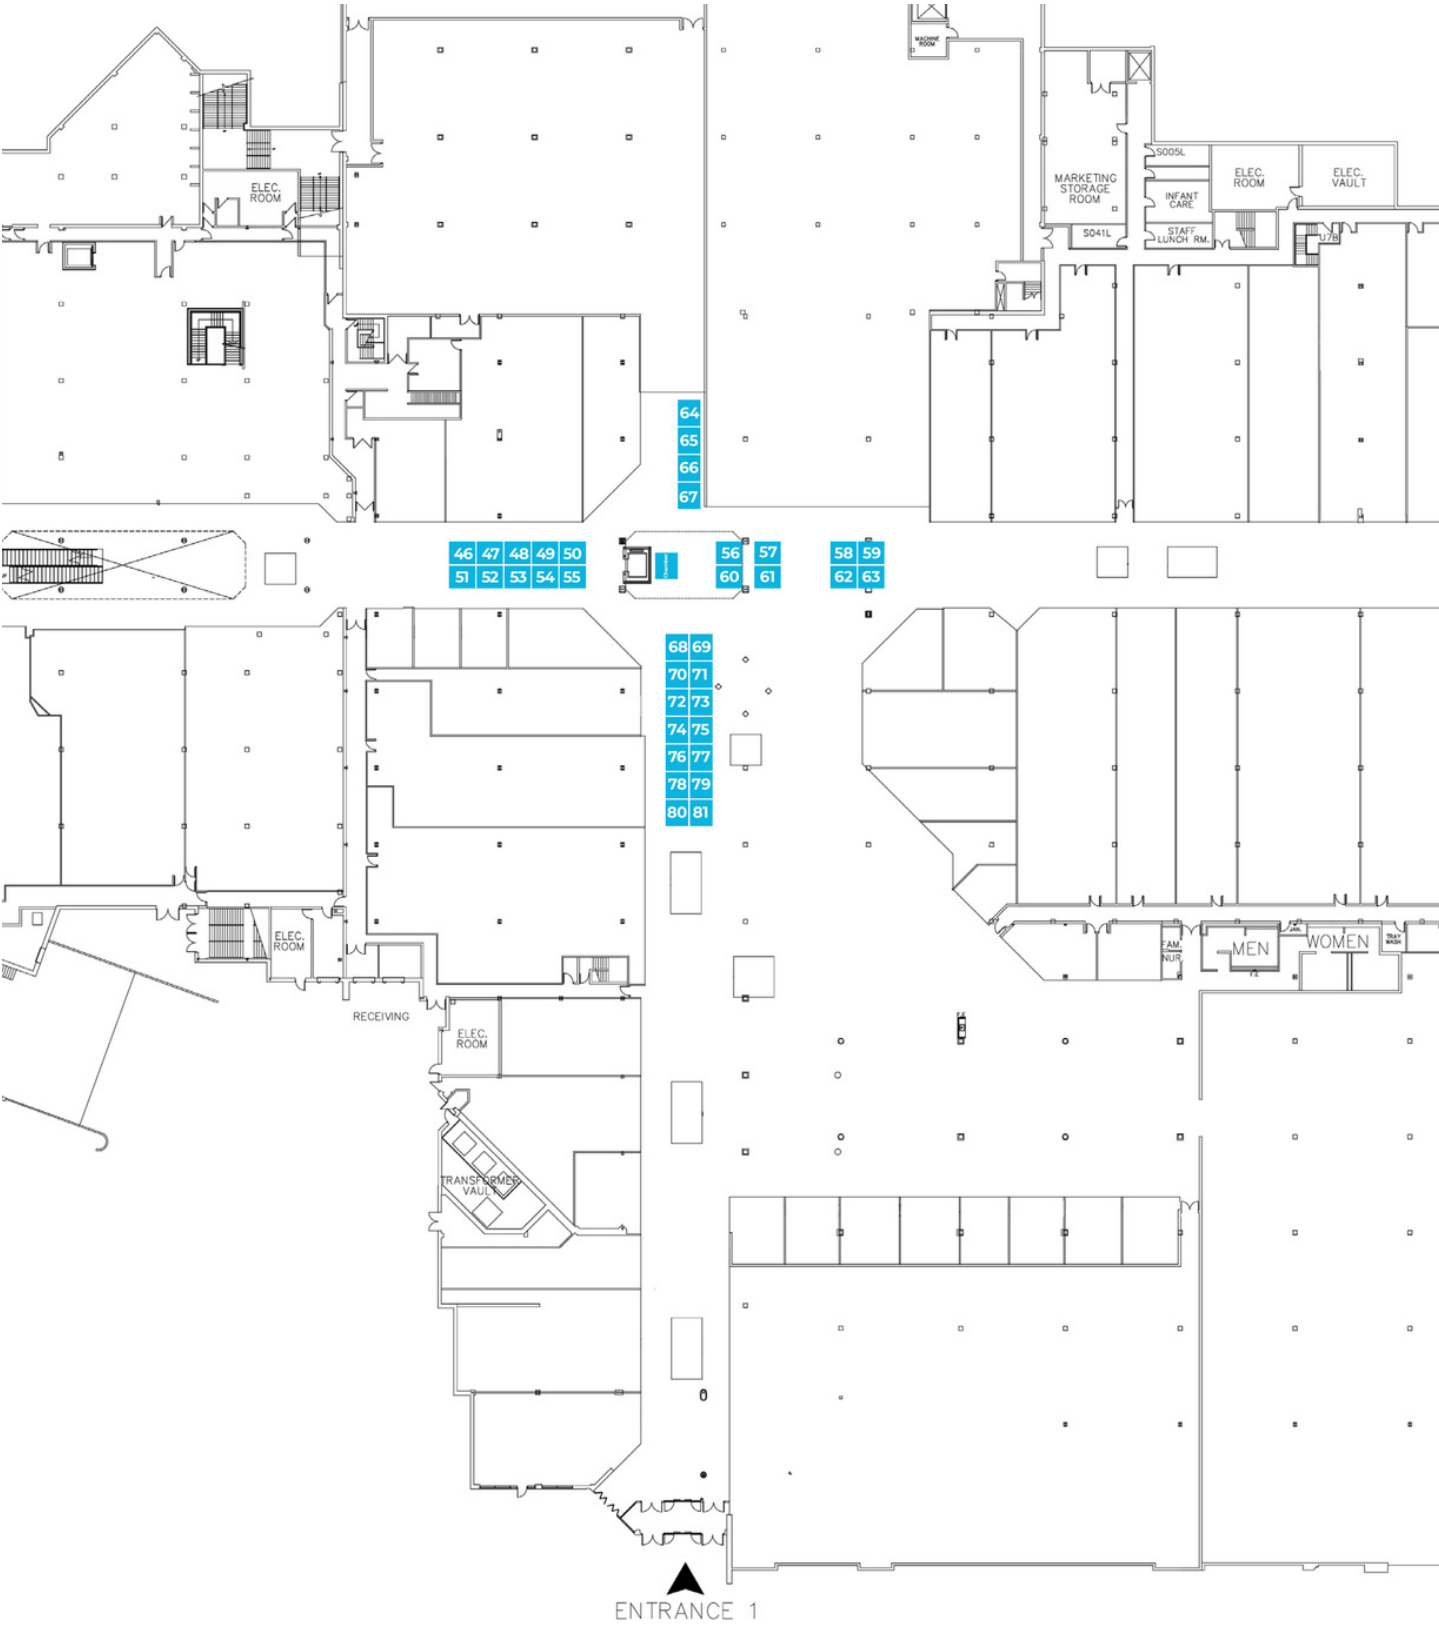 MACHINE
ROOM
S005L
ELEC.
ROOM
ELEC.
VAULT
MARKETING
STORAGE
ROOM
INFANT
CARE
ELEC.
ROOM
S041L
STAFF
LUNCH RM.
U7B
64
65
66
67
46 47 48 49 50
51 52 53 54 55
Chamber
56 57
60 61
58 59
62 63
68 69
70 71
72 73
74 75
76 77
78 79
80 81
ELEC.
ROOM
FAM.
NUR.
MEN
JAN.
WOMEN
TRAY
WASH
RECEIVING
ELEC.
ROOM
TRANSFORMER
VAULT
ENTRANCE 1